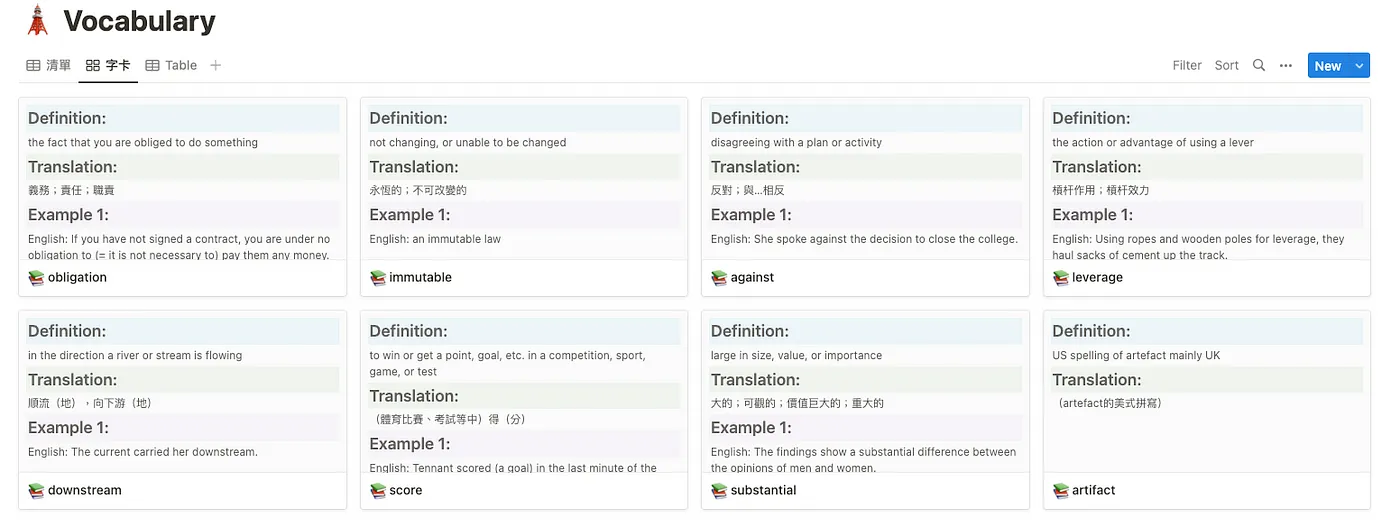 Vocabulary
清單
字卡
Table
Filter
Sort
New
Definition:
the fact that you are obliged to do something
Translation:
義務；責任；職責
Example 1:
English: If you have not signed a contract, you are under no
obligation to (= it is not necessary to) pay them any money.
obligation
Definition:
not changing, or unable to be changed
Translation:
永恆的；不可改變的
Example 1:
English: an immutable law
immutable
Definition:
disagreeing with a plan or activity
Translation:
反對；與…相反
Example 1:
English: She spoke against the decision to close the college.
against
Definition:
the action or advantage of using a lever
Translation:
槓杆作用；槓杆效力
Example 1:
English: Using ropes and wooden poles for leverage, they
haul sacks of cement up the track.
leverage
Definition:
in the direction a river or stream is flowing
Translation:
順流（地），向下游（地）
Example 1:
English: The current carried her downstream.
downstream
Definition:
to win or get a point, goal, etc. in a competition, sport,
game, or test
Translation:
（體育比賽、考試等中）得（分）
Example 1:
English: Tennant scored (a goal) in the last minute of the
score
Definition:
large in size, value, or importance
Translation:
大的；可觀的；價值巨大的；重大的
Example 1:
English: The findings show a substantial difference between
the opinions of men and women.
substantial
Definition:
US spelling of artefact mainly UK
Translation:
（artefact的美式拼寫）
artifact